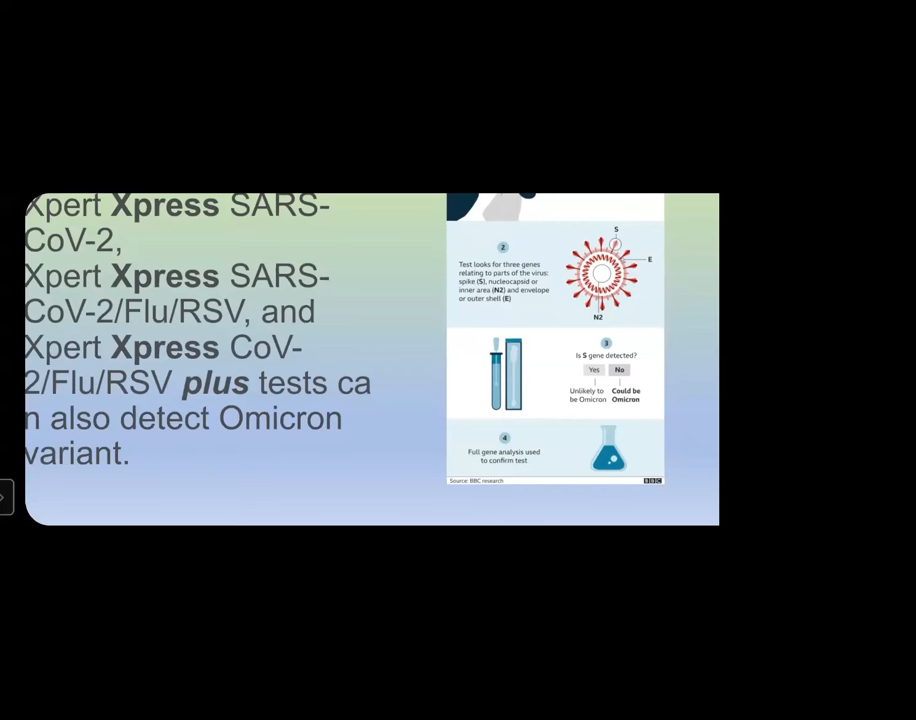 Xpert Xpress SARS-
CoV-2,
Xpert Xpress SARS-
CoV-2/Flu/RSV, and
Xpert Xpress CoV-
2/Flu/RSV plus tests ca
n also detect Omicron
variant.
2
Test looks for three genes
relating to parts of the virus:
spike (S), nucleocapsid or
inner area (N2) and envelope
or outer shell (E)
S
E
N2
3
Is S gene detected?
Yes No
Unlikely to
be Omicron
Could be
Omicron
4
Full gene analysis used
to confirm test
Source: BBC research
BBC